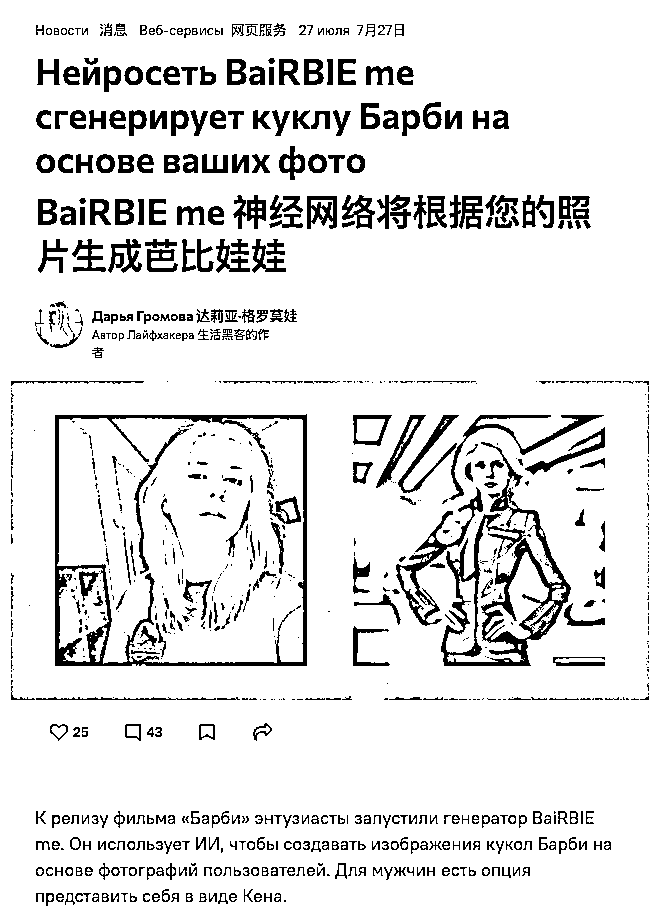 Новости 消息 Веб-сервисы 网页服务 27 июля 7月27日
Нейросеть BaiRBIE me
сгенерирует куклу Барби на
основе ваших фото
BaiRBIE me 神经网络将根据您的照
片生成芭比娃娃
Дарья Громова 达莉亚-格罗莫娃
Автор Лайфхакера 生活黑客的作
者
25 43
К релизу фильма «Барби» энтузиасты запустили генератор BaiRBIE
me. Он использует ИИ, чтобы создавать изображения кукол Барби на
основе фотографий пользователей. Для мужчин есть опция
представить себя в виде Кена.